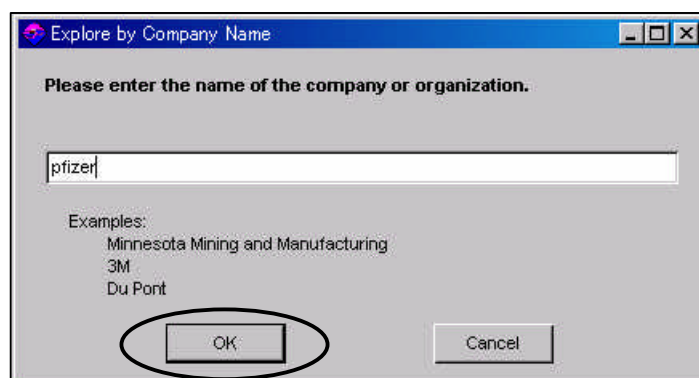 Explore by Company Name
Please enter the name of the company or organization.
pfizer
Examples:
Minnesota Mining and Manufacturing
3M
Du Pont
OK
Cancel